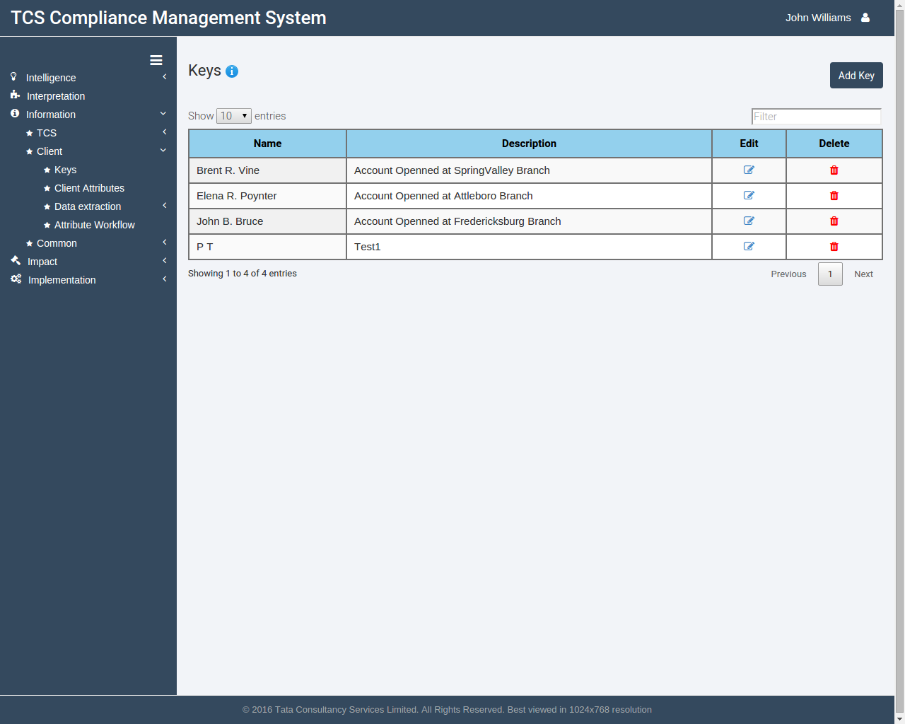 TCS Compliance Management System
John Williams
Intelligence
Interpretation
Information
TCS
Client
Keys
Client Attributes
Data extraction
Attribute Workflow
Common
Impact
Implementation
Keys
Add Key
Show 10 entries
Filter
Name Description Edit Delete
Brent R. Vine Account Openned at SpringValley Branch
Elena R. Poynter Account Openned at Attleboro Branch
John B. Bruce Account Openned at Fredericksburg Branch
P T Test1
Showing 1 to 4 of 4 entries
Previous 1 Next
© 2016 Tata Consultancy Services Limited. All Rights Reserved. Best viewed in 1024x768 resolution